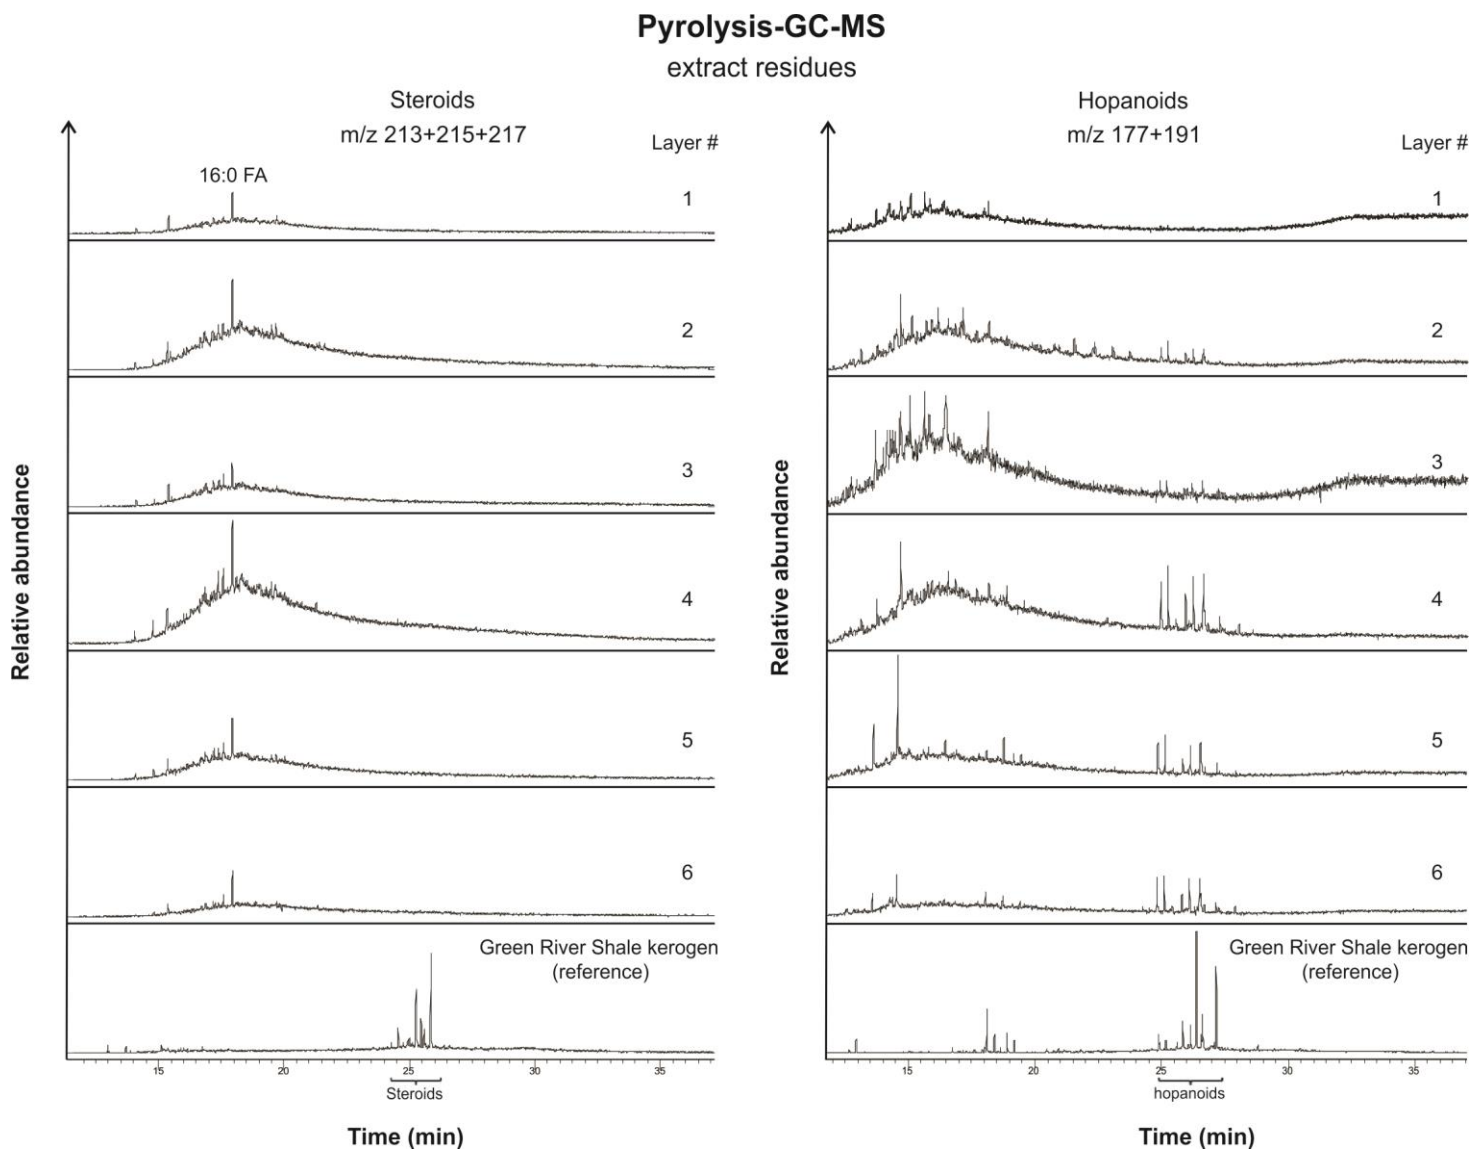 Pyrolysis-GC-MS
extract residues
Steroids
m/z 213+215+217
Layer #
16:0 FA
1
2
3
4
5
6
Green River Shale kerogen
(reference)
Relative abundance
15
20
25
30
35
Steroids
Time (min)
Hopanoids
m/z 177+191
Layer #
1
2
3
4
5
6
Green River Shale kerogen
(reference)
Relative abundance
15
20
25
30
35
hopanoids
Time (min)